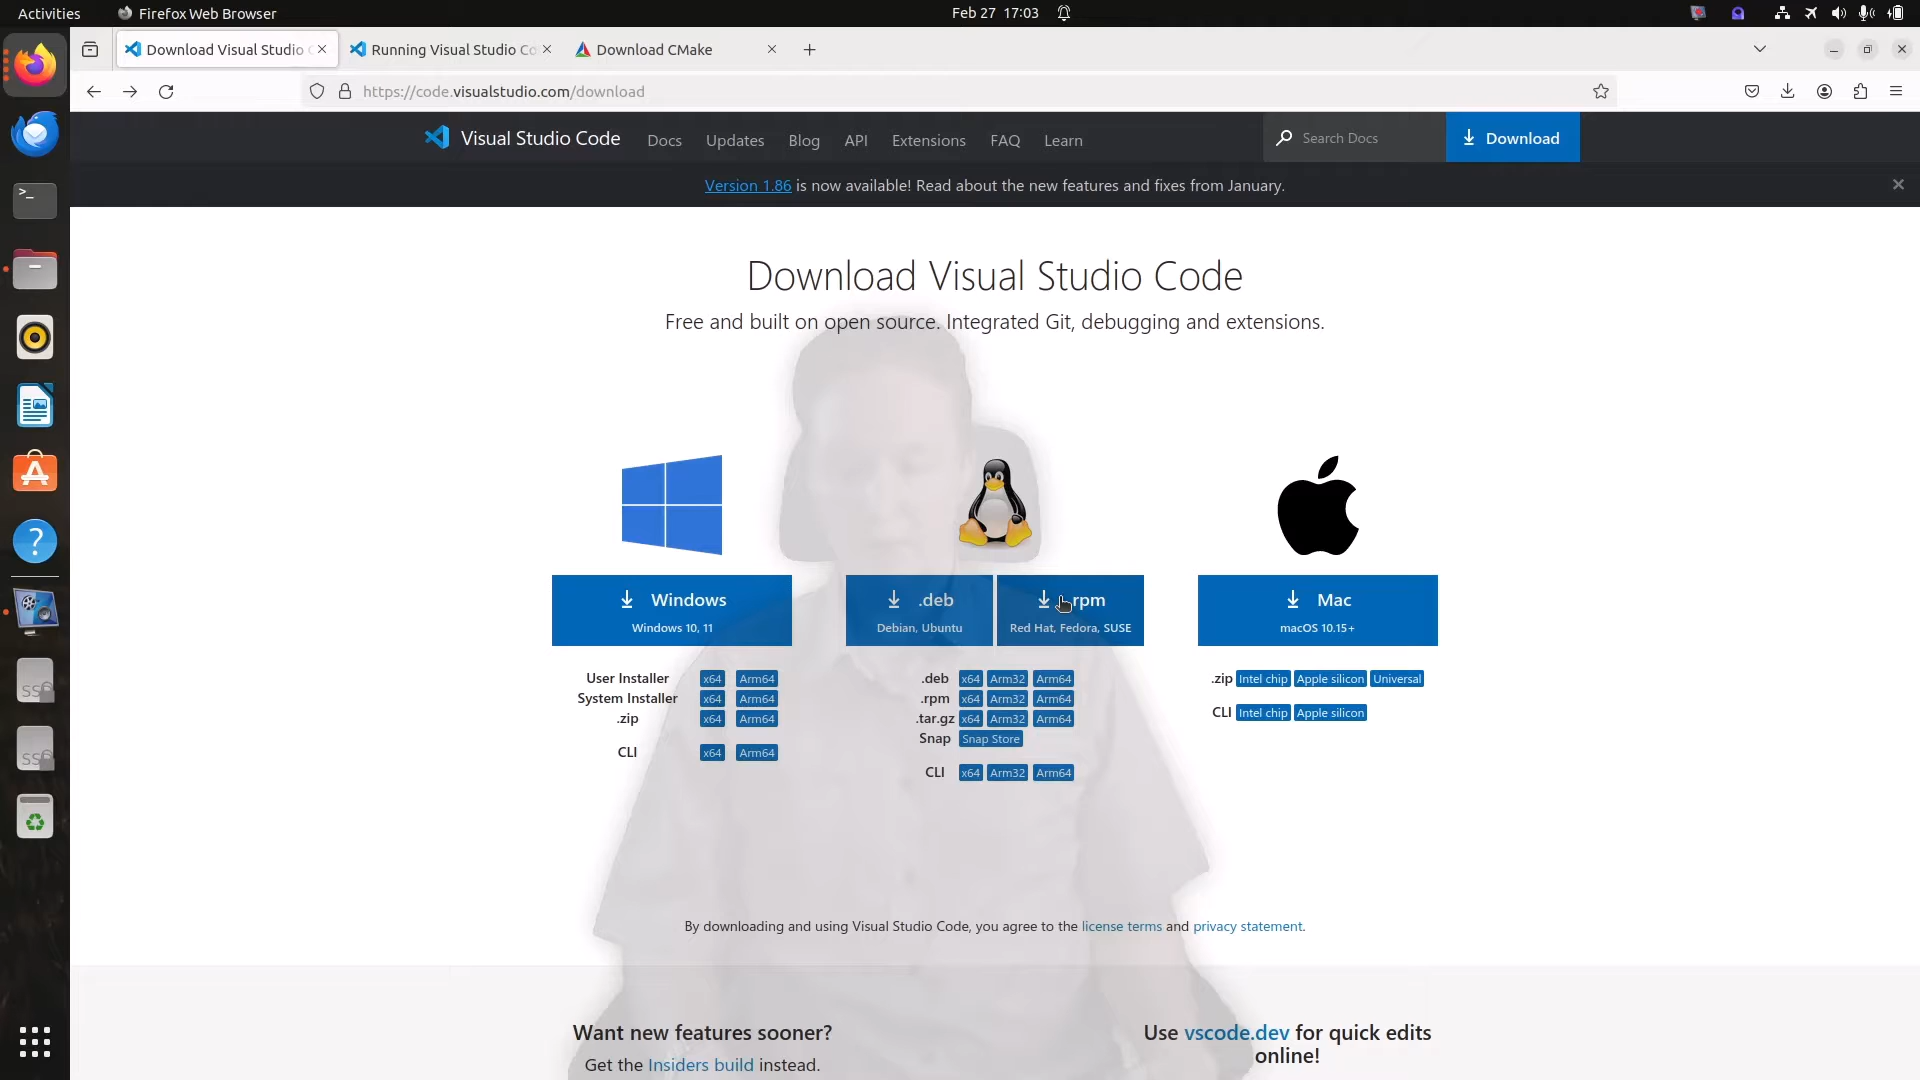 Activities
Firefox Web Browser
Feb 27 17:03
Download Visual Studio
Running Visual Studio Co
Download CMake
https://code.visualstudio.com/download
Visual Studio Code
Docs
Updates
Blog
API
Extensions
FAQ
Learn
Search Docs
Download
Version 1.86 is now available! Read about the new features and fixes from January.
Download Visual Studio Code
Free and built on open source. Integrated Git, debugging and extensions.
Windows
Windows 10, 11
.deb
Debian, Ubuntu
.rpm
Red Hat, Fedora, SUSE
Mac
macOS 10.15+
User Installer x64 Arm64
System Installer x64 Arm64
.zip x64 Arm64
CLI x64 Arm64
.deb x64 Arm32 Arm64
.rpm x64 Arm32 Arm64
.tar.gz x64 Arm32 Arm64
Snap Snap Store
CLI x64 Arm32 Arm64
.zip Intel chip Apple silicon Universal
CLI Intel chip Apple silicon
By downloading and using Visual Studio Code, you agree to the license terms and privacy statement.
Want new features sooner?
Get the Insiders build instead.
Use vscode.dev for quick edits
online!